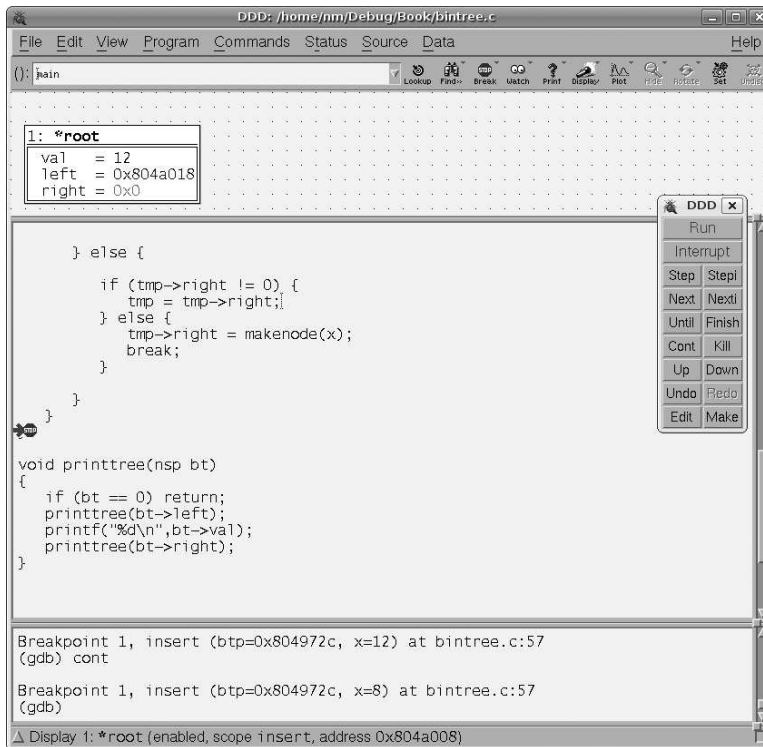 DDD: /home/nm/Debug/Book/bintree.c
File Edit View Program Commands Status Source Data Help
(): main
Lookup Find>> Break Watch Print Display Plot Hide Rotate Set Undisp
1: *root
val = 12
left = 0x804a018
right = 0x0
DDD
Run
Interrupt
Step Stepi
Next Nexti
Until Finish
Cont Kill
Up Down
Undo Redo
Edit Make
} else {
if (tmp->right != 0) {
tmp = tmp->right;
} else {
tmp->right = makenode(x);
break;
}
}
}
STOP
void printtree(nsp bt)
{
if (bt == 0) return;
printtree(bt->left);
printf("%d\n",bt->val);
printtree(bt->right);
}
Breakpoint 1, insert (btp=0x804972c, x=12) at bintree.c:57
(gdb) cont
Breakpoint 1, insert (btp=0x804972c, x=8) at bintree.c:57
(gdb)
Display 1: *root (enabled, scope insert, address 0x804a008)